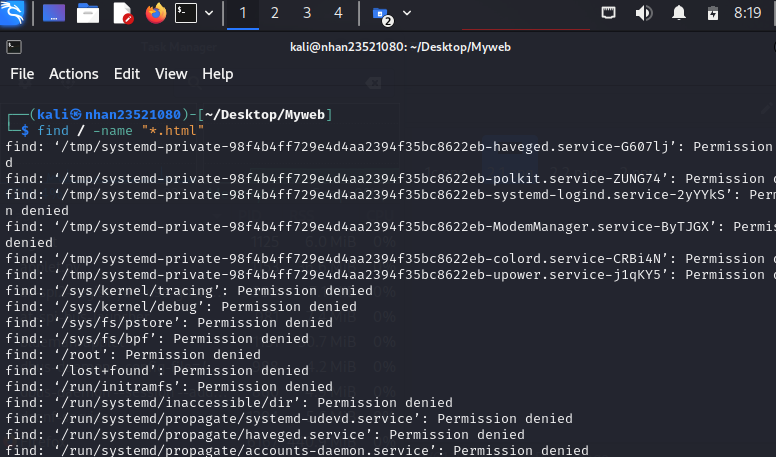 1 2 3 4 2 8:19
kali@nhan23521080: ~/Desktop/Myweb
File Actions Edit View Help
┌──(kali㉿nhan23521080)-[~/Desktop/Myweb]
└─$ find / -name "*.html"
find: ‘/tmp/systemd-private-98f4b4ff729e4d4aa2394f35bc8622eb-haveged.service-G607lj’: Permission
d
find: ‘/tmp/systemd-private-98f4b4ff729e4d4aa2394f35bc8622eb-polkit.service-ZUNG74’: Permission d
find: ‘/tmp/systemd-private-98f4b4ff729e4d4aa2394f35bc8622eb-systemd-logind.service-2yYYkS’: Perm
n denied
find: ‘/tmp/systemd-private-98f4b4ff729e4d4aa2394f35bc8622eb-ModemManager.service-ByTJGX’: Permis
denied
find: ‘/tmp/systemd-private-98f4b4ff729e4d4aa2394f35bc8622eb-colord.service-CRBi4N’: Permission d
find: ‘/tmp/systemd-private-98f4b4ff729e4d4aa2394f35bc8622eb-upower.service-j1qKY5’: Permission d
find: ‘/sys/kernel/tracing’: Permission denied
find: ‘/sys/kernel/debug’: Permission denied
find: ‘/sys/fs/pstore’: Permission denied
find: ‘/sys/fs/bpf’: Permission denied
find: ‘/root’: Permission denied
find: ‘/lost+found’: Permission denied
find: ‘/run/initramfs’: Permission denied
find: ‘/run/systemd/inaccessible/dir’: Permission denied
find: ‘/run/systemd/propagate/systemd-udevd.service’: Permission denied
find: ‘/run/systemd/propagate/haveged.service’: Permission denied
find: ‘/run/systemd/propagate/accounts-daemon.service’: Permission denied